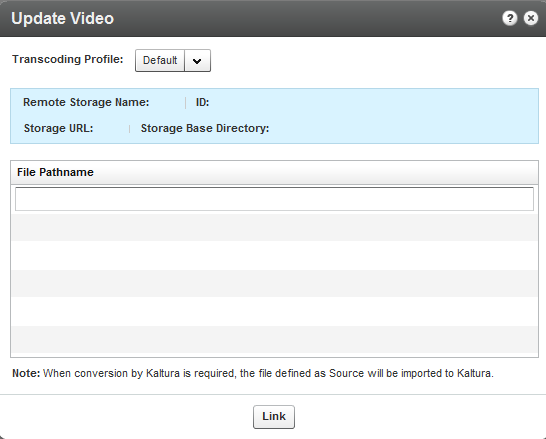 Update Video
?
Transcoding Profile: Default
Remote Storage Name: ID:
Storage URL: Storage Base Directory:
File Pathname
Note: When conversion by Kaltura is required, the file defined as Source will be imported to Kaltura.
Link